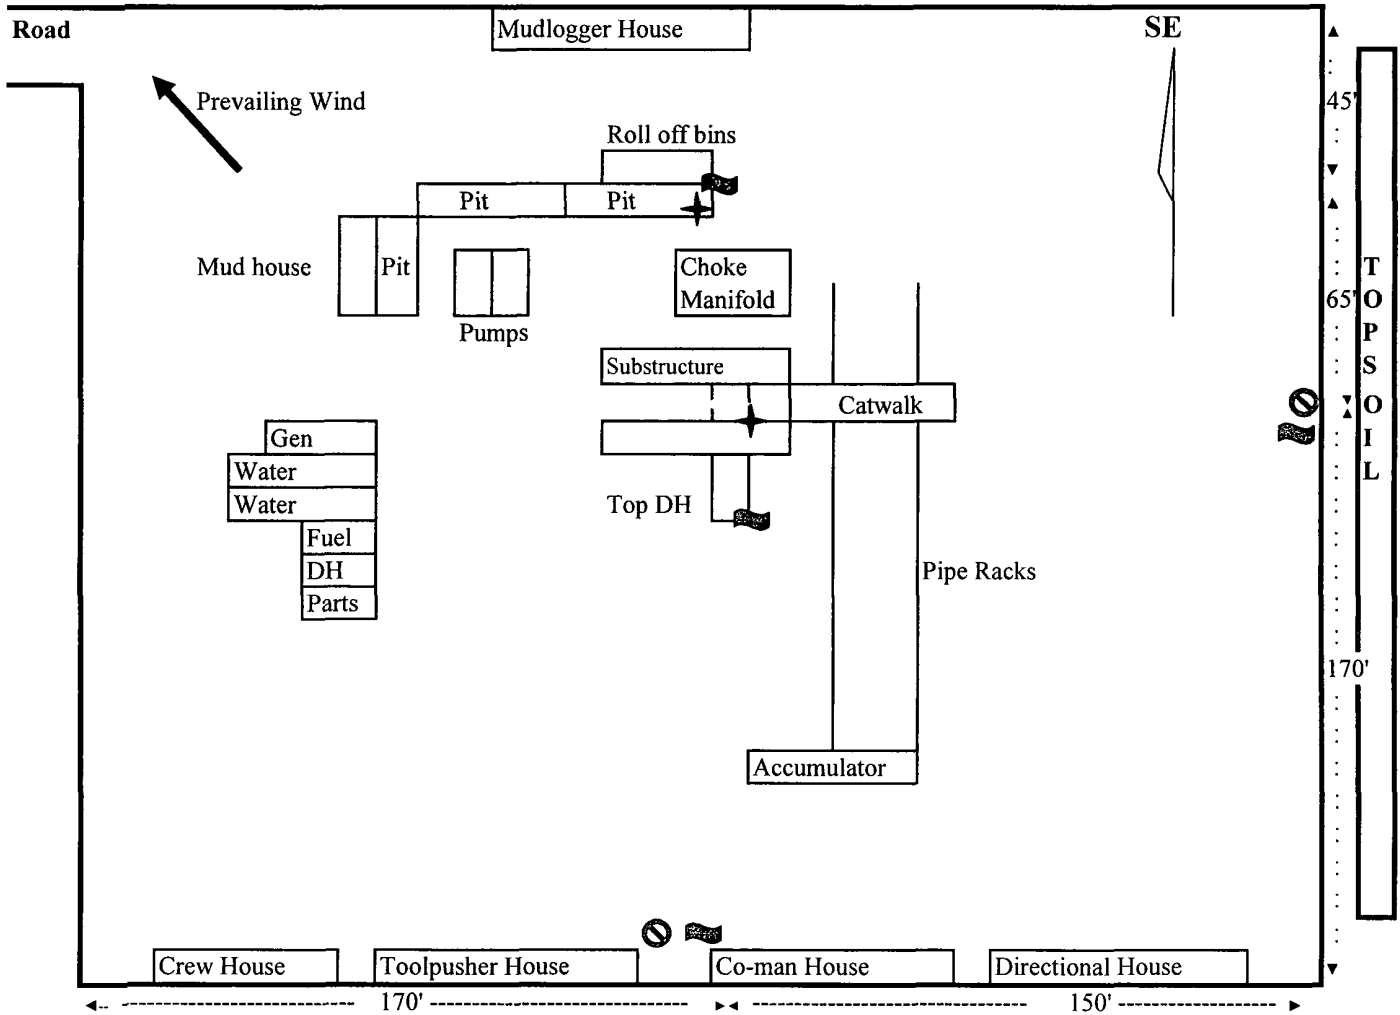 Road
Mudlogger House
SE
Prevailing Wind
45'
Roll off bins
Pit
Pit
Mud house
Pit
Pumps
Choke
Manifold
65'
TOPSOIL
Substructure
Catwalk
Gen
Water
Water
Fuel
DH
Parts
Top DH
Pipe Racks
170'
Accumulator
Crew House
Toolpusher House
Co-man House
Directional House
170'
150'